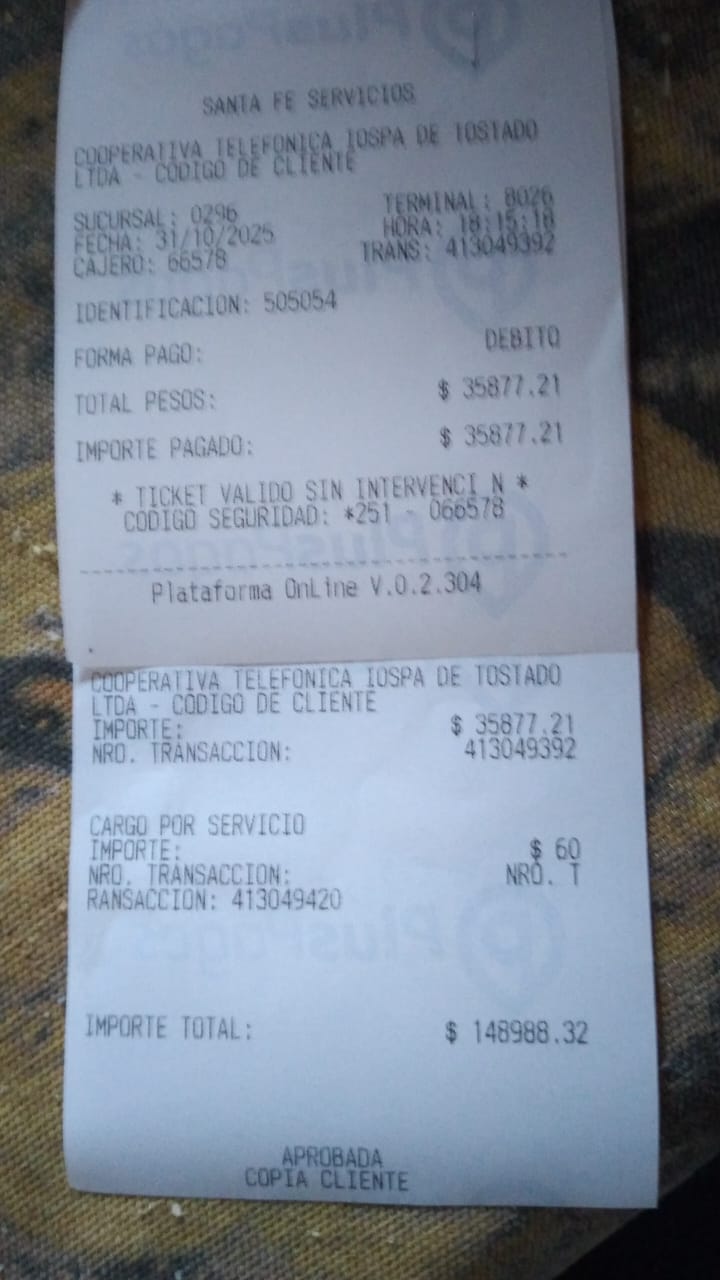 PlusPagos
SANTA FE SERVICIOS
COOPERATIVA TELEFONICA IOSPA DE TOSTADO
LTDA - CODIGO DE CLIENTE
SUCURSAL: 0296 TERMINAL: 8026
FECHA: 31/10/2025 HORA: 18:15:18
CAJERO: 66578 TRANS: 413049392
PlusPagos
IDENTIFICACION: 505054
FORMA PAGO: DEBITO
TOTAL PESOS: $ 35877.21
IMPORTE PAGADO: $ 35877.21
* TICKET VALIDO SIN INTERVENCI N *
CODIGO SEGURIDAD: *251 - 066578
PlusPagos
Plataforma OnLine V.0.2.304
COOPERATIVA TELEFONICA IOSPA DE TOSTADO
LTDA - CODIGO DE CLIENTE
IMPORTE: $ 35877.21
NRO. TRANSACCION: 413049392
CARGO POR SERVICIO
IMPORTE: $ 60
NRO. TRANSACCION: NRO. T
RANSACCION: 413049420
PlusPagos
IMPORTE TOTAL: $ 148988.32
APROBADA
COPIA CLIENTE